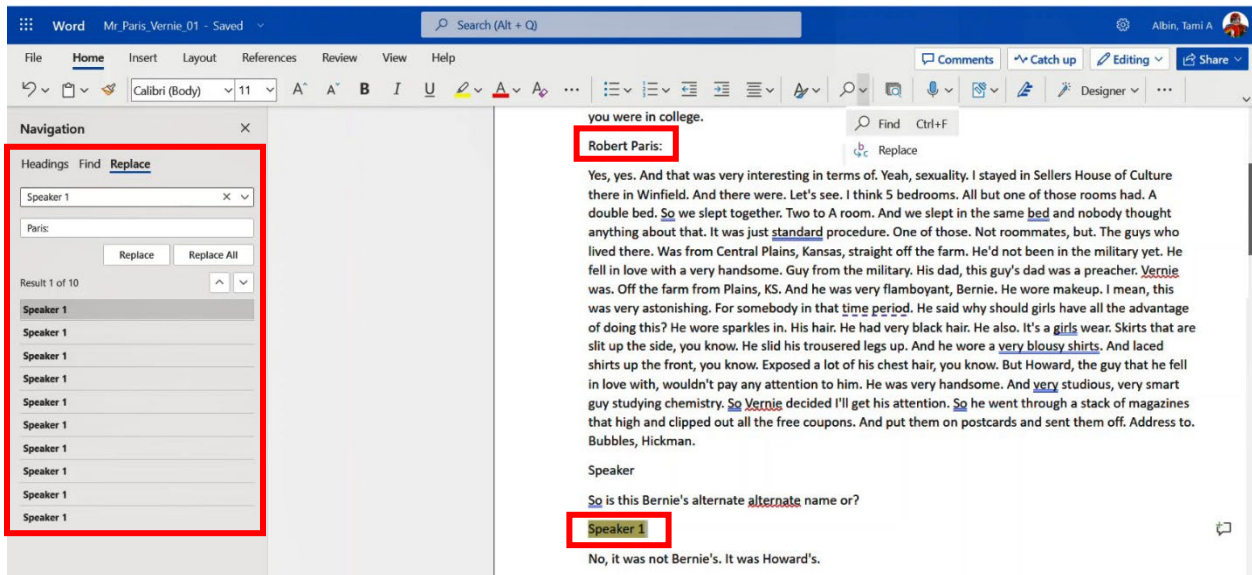 Word Mr_Paris_Vernie_01 - Saved Search (Alt + Q) Albin, Tami A
File Home Insert Layout References Review View Help Comments Catch up Editing Share
Calibri (Body) 11 A^ A˅ B I U A A ... Designer ...
Navigation
Headings Find Replace
Speaker 1
Paris:
Replace Replace All
Result 1 of 10
Speaker 1
Speaker 1
Speaker 1
Speaker 1
Speaker 1
Speaker 1
Speaker 1
Speaker 1
Speaker 1
Speaker 1
Find Ctrl+F
Replace
you were in college.
Robert Paris:
Yes, yes. And that was very interesting in terms of. Yeah, sexuality. I stayed in Sellers House of Culture
there in Winfield. And there were. Let's see. I think 5 bedrooms. All but one of those rooms had. A
double bed. So we slept together. Two to A room. And we slept in the same bed and nobody thought
anything about that. It was just standard procedure. One of those. Not roommates, but. The guys who
lived there. Was from Central Plains, Kansas, straight off the farm. He'd not been in the military yet. He
fell in love with a very handsome. Guy from the military. His dad, this guy's dad was a preacher. Vernie
was. Off the farm from Plains, KS. And he was very flamboyant, Bernie. He wore makeup. I mean, this
was very astonishing. For somebody in that time period. He said why should girls have all the advantage
of doing this? He wore sparkles in. His hair. He had very black hair. He also. It's a girls wear. Skirts that are
slit up the side, you know. He slid his trousered legs up. And he wore a very blousy shirts. And laced
shirts up the front, you know. Exposed a lot of his chest hair, you know. But Howard, the guy that he fell
in love with, wouldn't pay any attention to him. He was very handsome. And very studious, very smart
guy studying chemistry. So Vernie decided I'll get his attention. So he went through a stack of magazines
that high and clipped out all the free coupons. And put them on postcards and sent them off. Address to.
Bubbles, Hickman.
Speaker
So is this Bernie's alternate alternate name or?
Speaker 1
No, it was not Bernie's. It was Howard's.